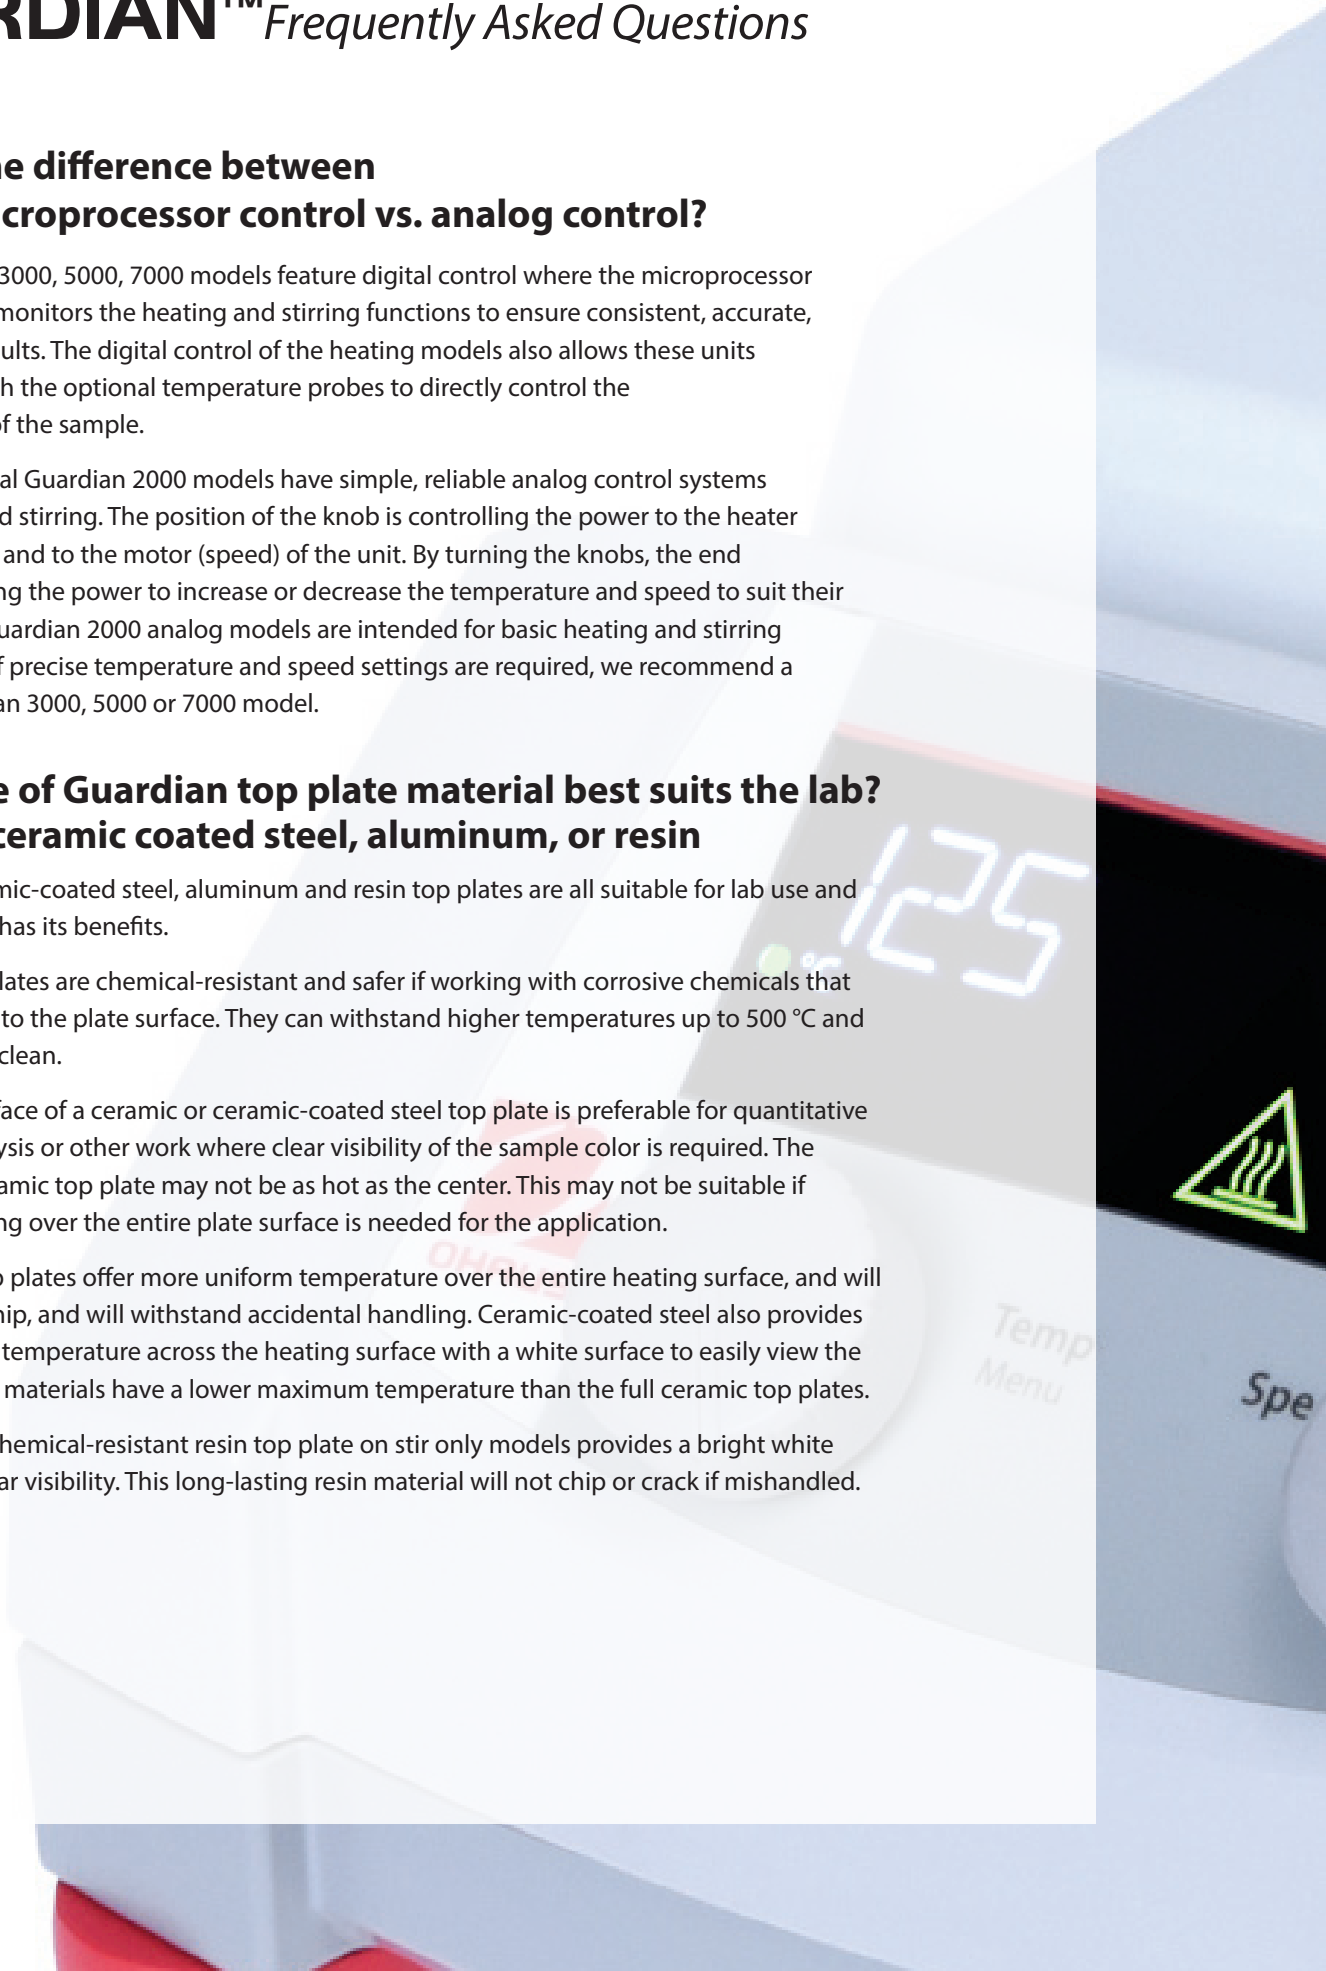 RDIAN™ Frequently Asked Questions
e difference between
croprocessor control vs. analog control?
3000, 5000, 7000 models feature digital control where the microprocessor
monitors the heating and stirring functions to ensure consistent, accurate,
ults. The digital control of the heating models also allows these units
h the optional temperature probes to directly control the
of the sample.
al Guardian 2000 models have simple, reliable analog control systems
d stirring. The position of the knob is controlling the power to the heater
and to the motor (speed) of the unit. By turning the knobs, the end
ng the power to increase or decrease the temperature and speed to suit their
uardian 2000 analog models are intended for basic heating and stirring
f precise temperature and speed settings are required, we recommend a
an 3000, 5000 or 7000 model.
e of Guardian top plate material best suits the lab?
ceramic coated steel, aluminum, or resin
mic-coated steel, aluminum and resin top plates are all suitable for lab use and
has its benefits.
lates are chemical-resistant and safer if working with corrosive chemicals that
to the plate surface. They can withstand higher temperatures up to 500 °C and
clean.
face of a ceramic or ceramic-coated steel top plate is preferable for quantitative
ysis or other work where clear visibility of the sample color is required. The
amic top plate may not be as hot as the center. This may not be suitable if
ng over the entire plate surface is needed for the application.
p plates offer more uniform temperature over the entire heating surface, and will
hip, and will withstand accidental handling. Ceramic-coated steel also provides
temperature across the heating surface with a white surface to easily view the
materials have a lower maximum temperature than the full ceramic top plates.
hemical-resistant resin top plate on stir only models provides a bright white
ar visibility. This long-lasting resin material will not chip or crack if mishandled.
125
°C
OHAUS
Temp
Menu
Spe